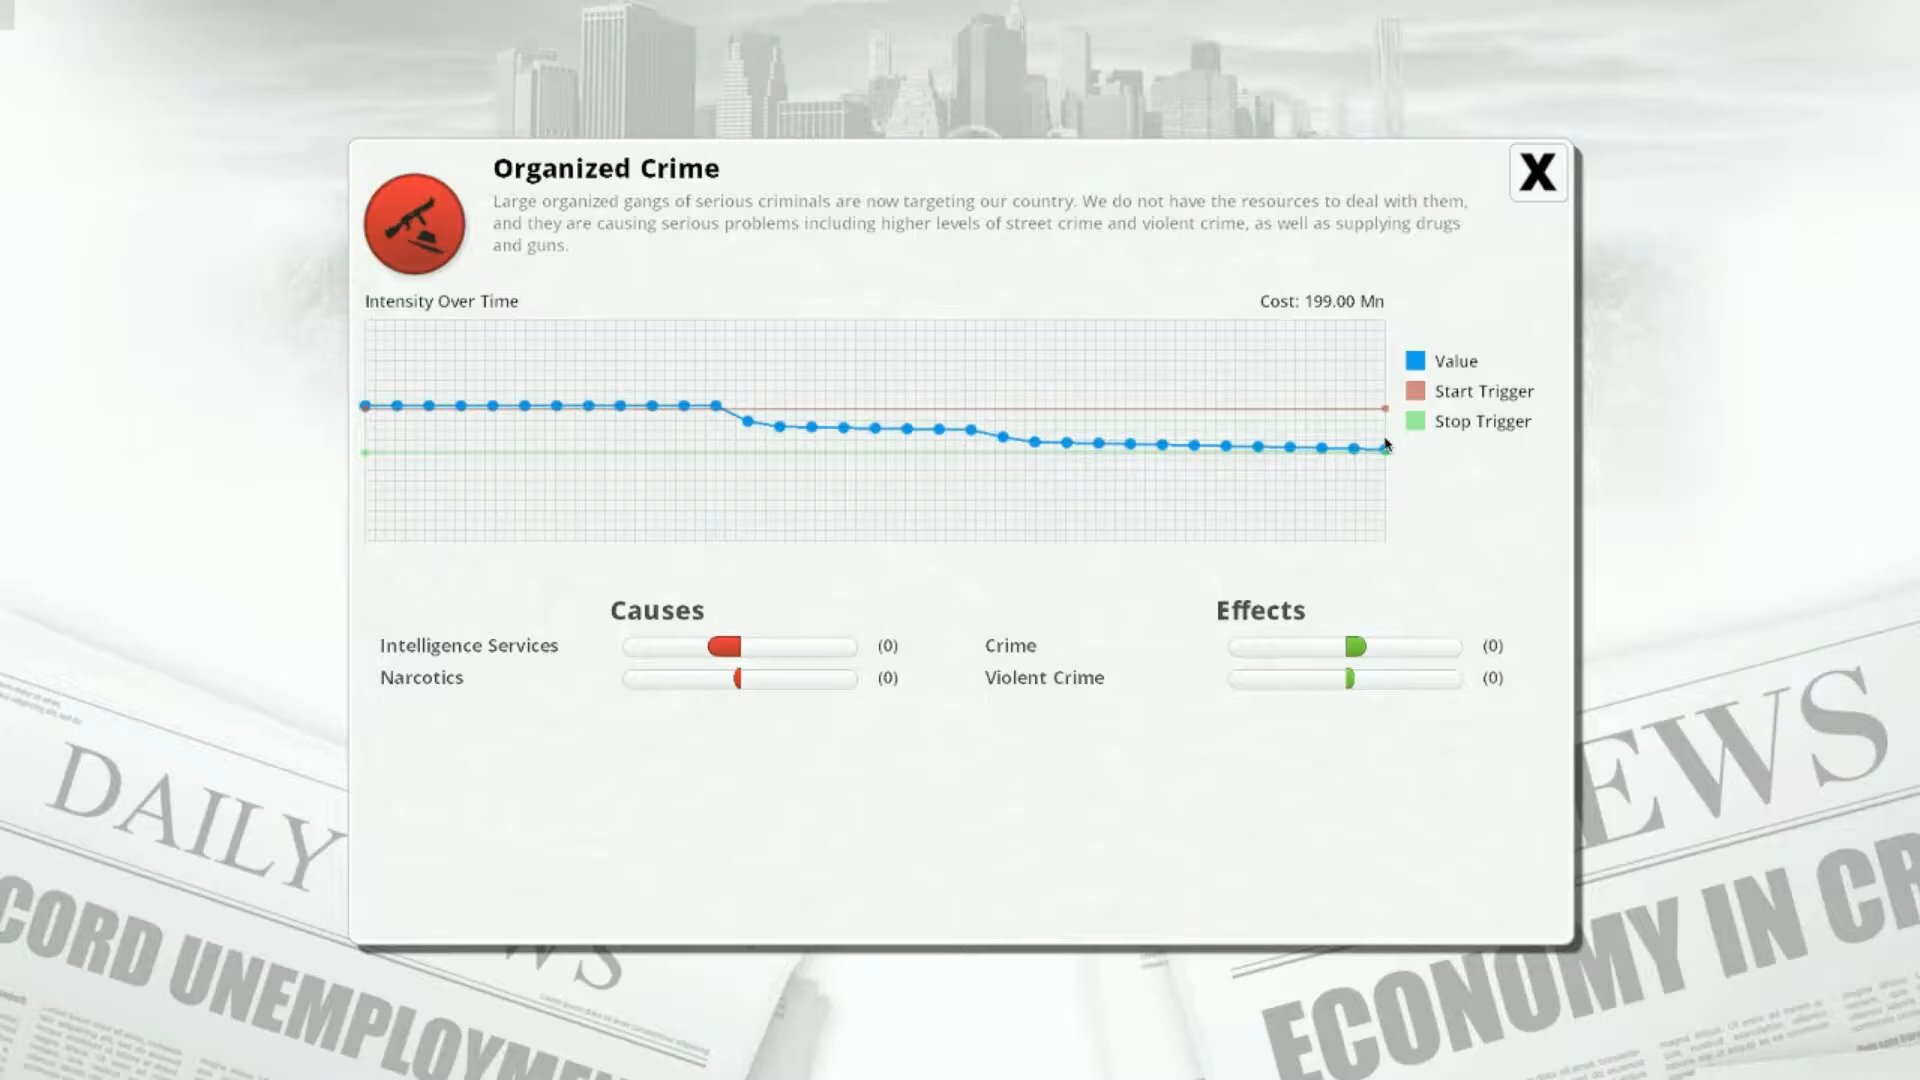 Organized Crime
X
Large organized gangs of serious criminals are now targeting our country. We do not have the resources to deal with them,
and they are causing serious problems including higher levels of street crime and violent crime, as well as supplying drugs
and guns.
Intensity Over Time
Cost: 199.00 Mn
Value
Start Trigger
Stop Trigger
Causes
Effects
Intelligence Services (0)
Crime (0)
Narcotics (0)
Violent Crime (0)
DAILY
EWS
CORD UNEMPLOYME
WS
ECONOMY IN CR